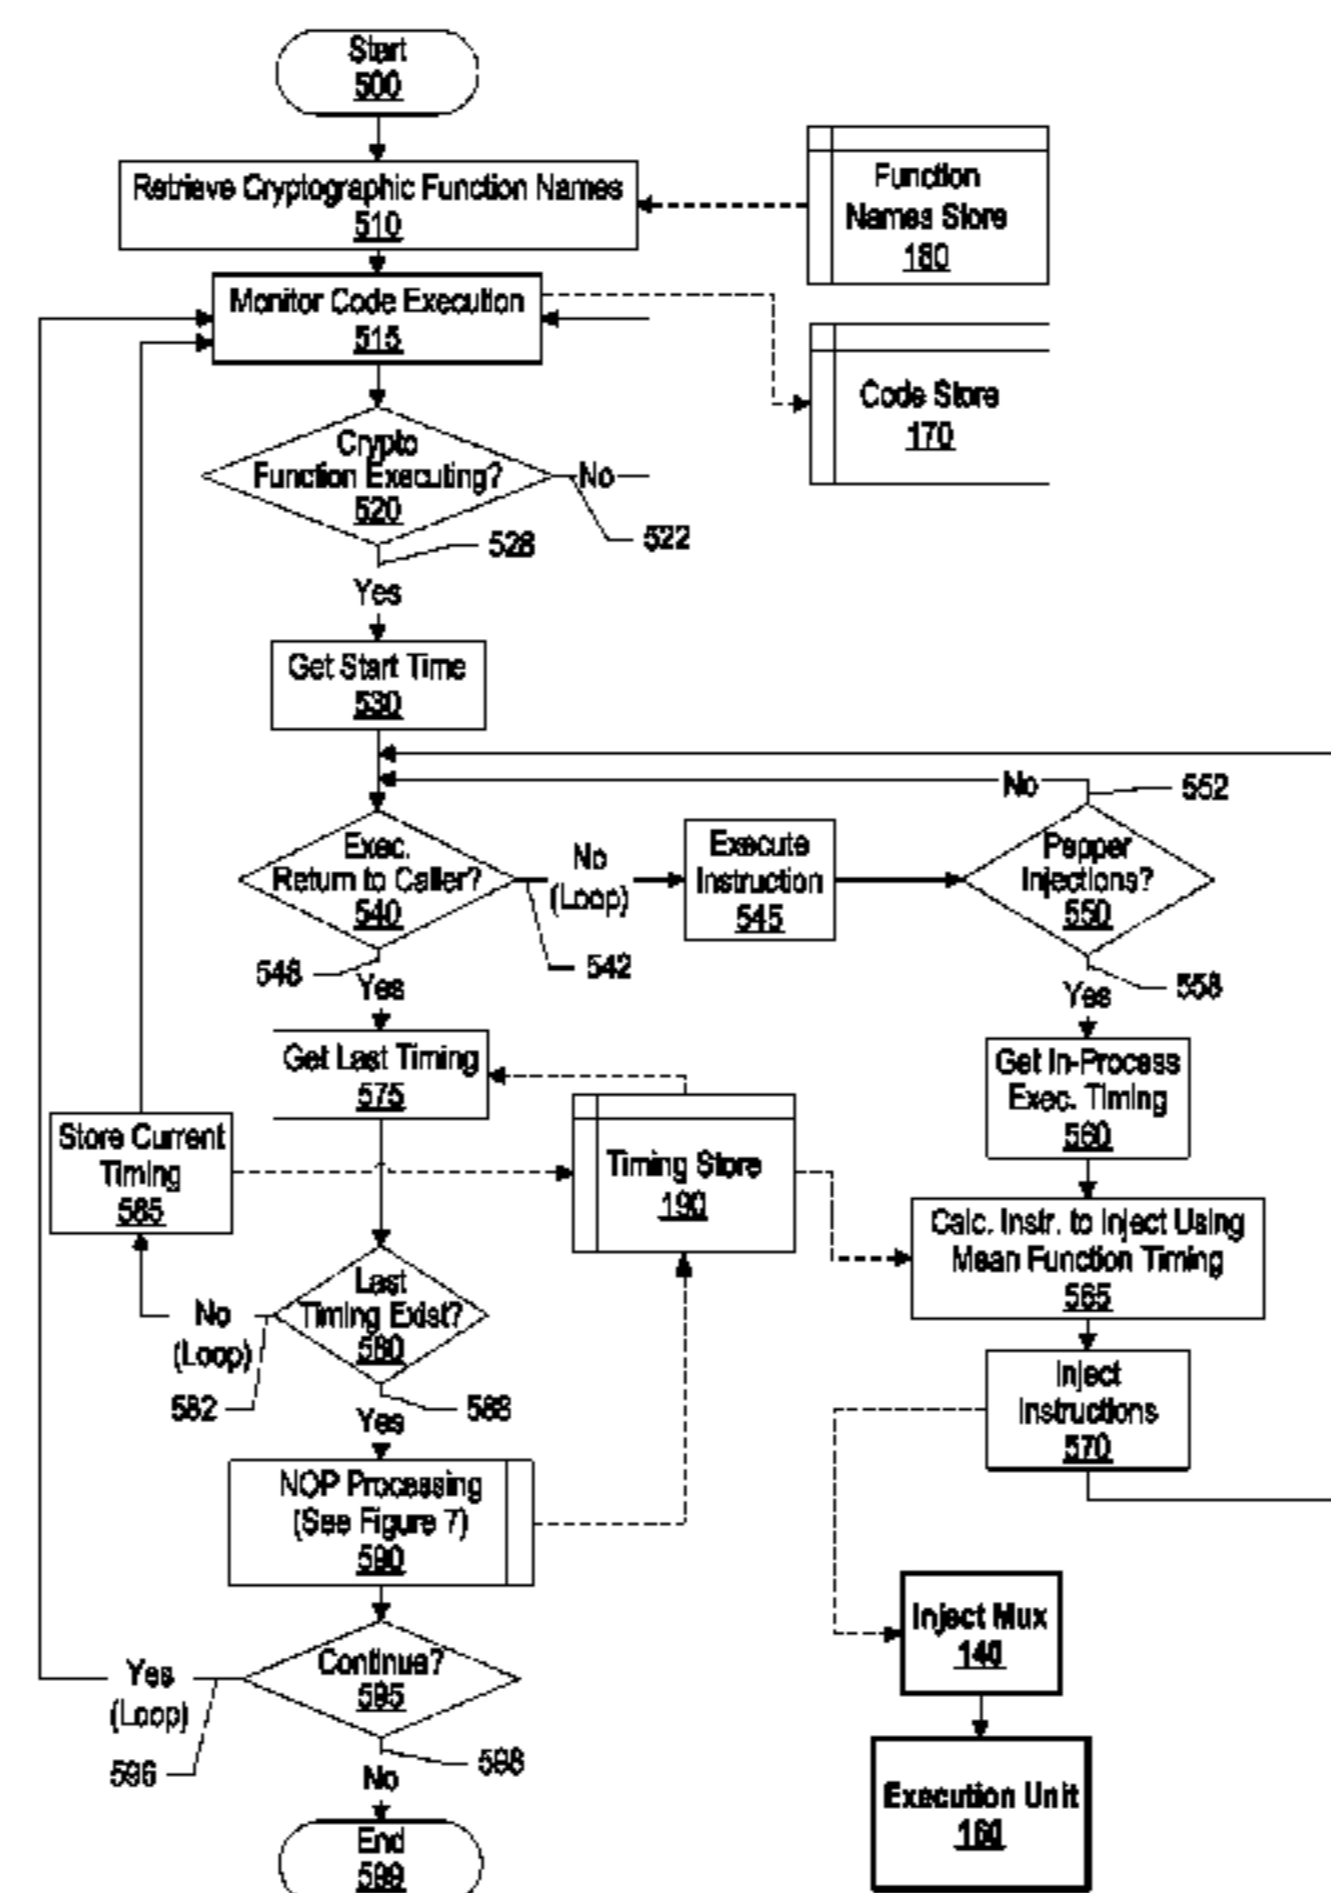 Start
500
Retrieve Cryptographic Function Names
510
Function
Names Store
180
Monitor Code Execution
515
Code Store
170
Crypto
Function Executing?
520
No
522
528
Yes
Get Start Time
530
No
552
Exec.
Return to Caller?
540
No
(Loop)
542
Execute
Instruction
545
Pepper
Injections?
550
548
Yes
558
Yes
Get Last Timing
575
Get In-Process
Exec. Timing
560
Store Current
Timing
585
Timing Store
190
Calc. Instr. to Inject Using
Mean Function Timing
565
Last
Timing Exist?
580
No
(Loop)
582
588
Yes
Inject
Instructions
570
NOP Processing
(See Figure 7)
590
Inject Mux
140
Continue?
595
Yes
(Loop)
596
598
No
Execution Unit
160
End
599